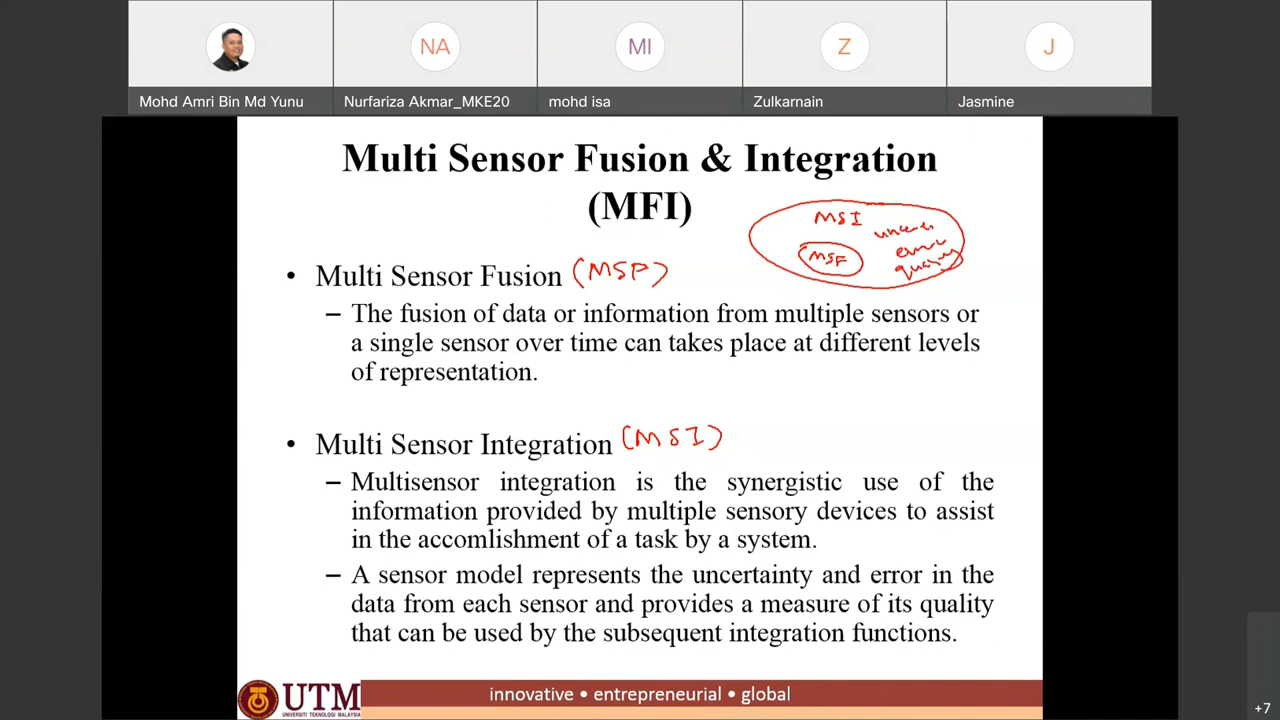 NA
MI
Z
J
Mohd Amri Bin Md Yunu
Nurfariza Akmar_MKE20
mohd isa
Zulkarnain
Jasmine
Multi Sensor Fusion & Integration
(MFI)
MSI
MSF
error
quality
• Multi Sensor Fusion (MSF)
– The fusion of data or information from multiple sensors or
a single sensor over time can takes place at different levels
of representation.
• Multi Sensor Integration (MSI)
– Multisensor integration is the synergistic use of the
information provided by multiple sensory devices to assist
in the accomlishment of a task by a system.
– A sensor model represents the uncertainty and error in the
data from each sensor and provides a measure of its quality
that can be used by the subsequent integration functions.
UTM
UNIVERSITI TEKNOLOGI MALAYSIA
innovative • entrepreneurial • global
+7